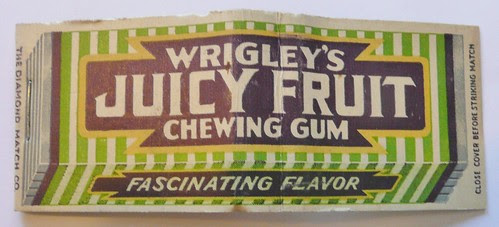 WRIGLEY'S
JUICY FRUIT
CHEWING GUM
FASCINATING FLAVOR
THE DIAMOND MATCH CO.
CLOSE COVER BEFORE STRIKING MATCH